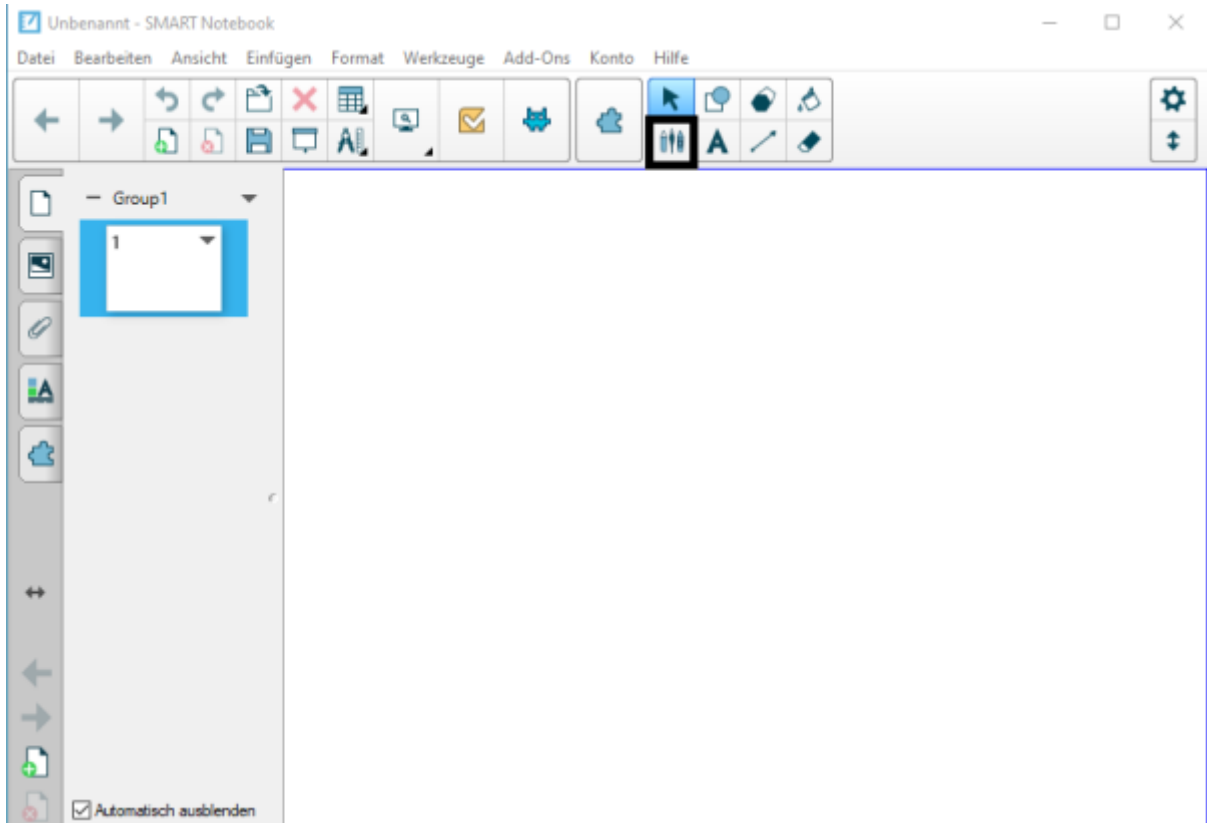 Unbenannt - SMART Notebook
Datei Bearbeiten Ansicht Einfügen Format Werkzeuge Add-Ons Konto Hilfe
Group1
1
Automatisch ausblenden